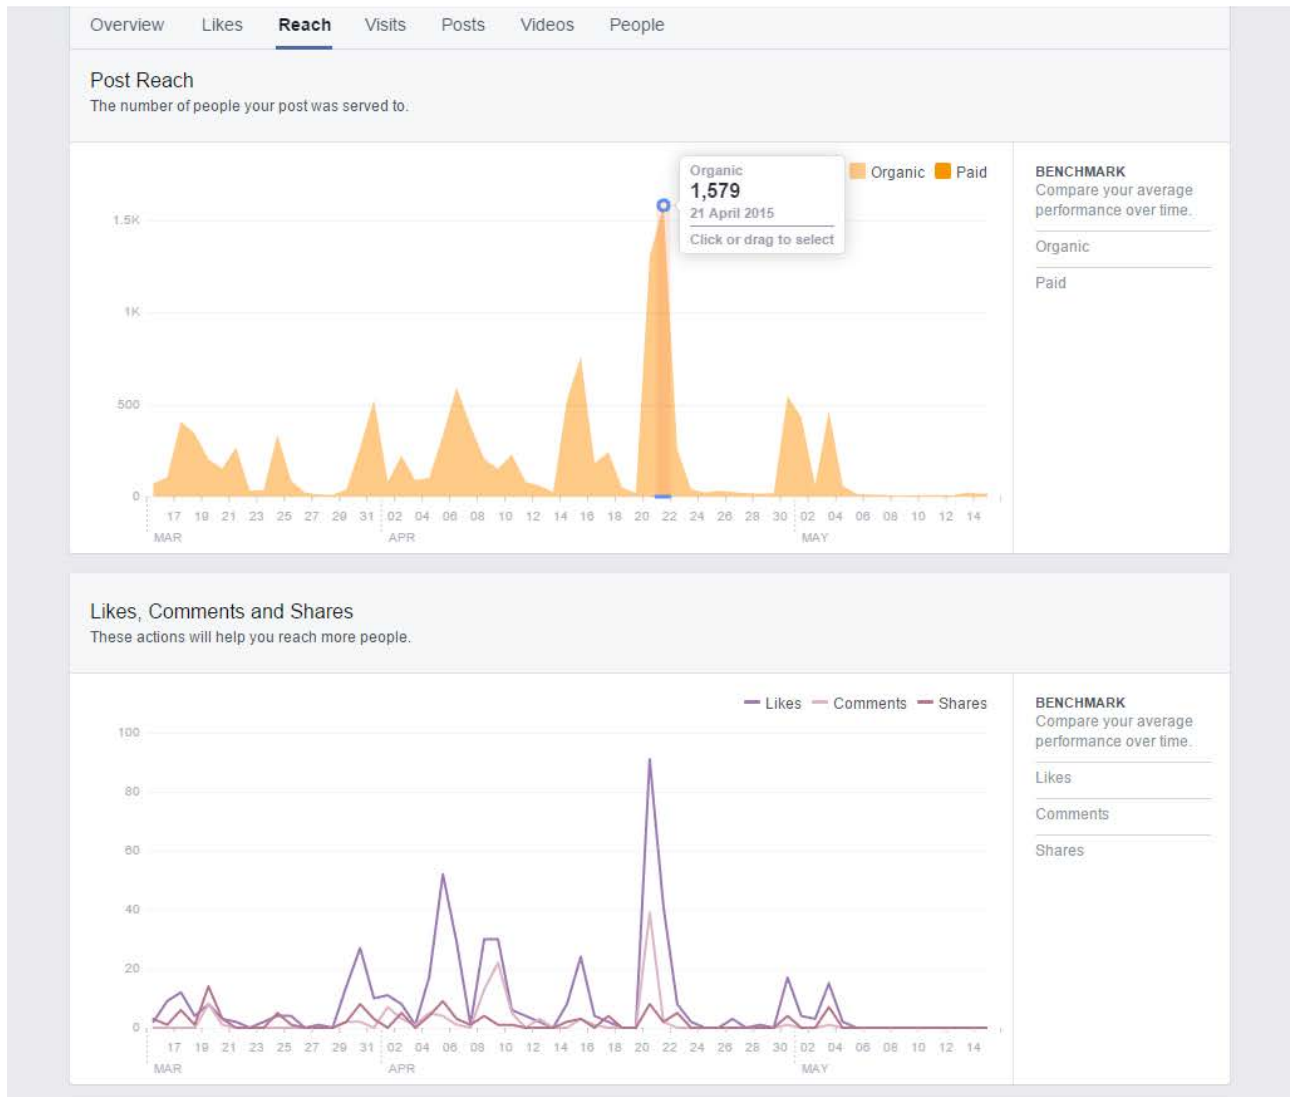 Overview Likes Reach Visits Posts Videos People
Post Reach
The number of people your post was served to.
Organic
1,579
21 April 2015
Click or drag to select
Organic Paid
BENCHMARK
Compare your average
performance over time.
Organic
Paid
1.5K
1K
500
0
17 19 21 23 25 27 29 31 02 04 06 08 10 12 14 16 18 20 22 24 26 28 30 02 04 06 08 10 12 14
MAR APR MAY
Likes, Comments and Shares
These actions will help you reach more people.
Likes Comments Shares
BENCHMARK
Compare your average
performance over time.
Likes
Comments
Shares
100
80
60
40
20
0
17 19 21 23 25 27 29 31 02 04 06 08 10 12 14 16 18 20 22 24 26 28 30 02 04 06 08 10 12 14
MAR APR MAY